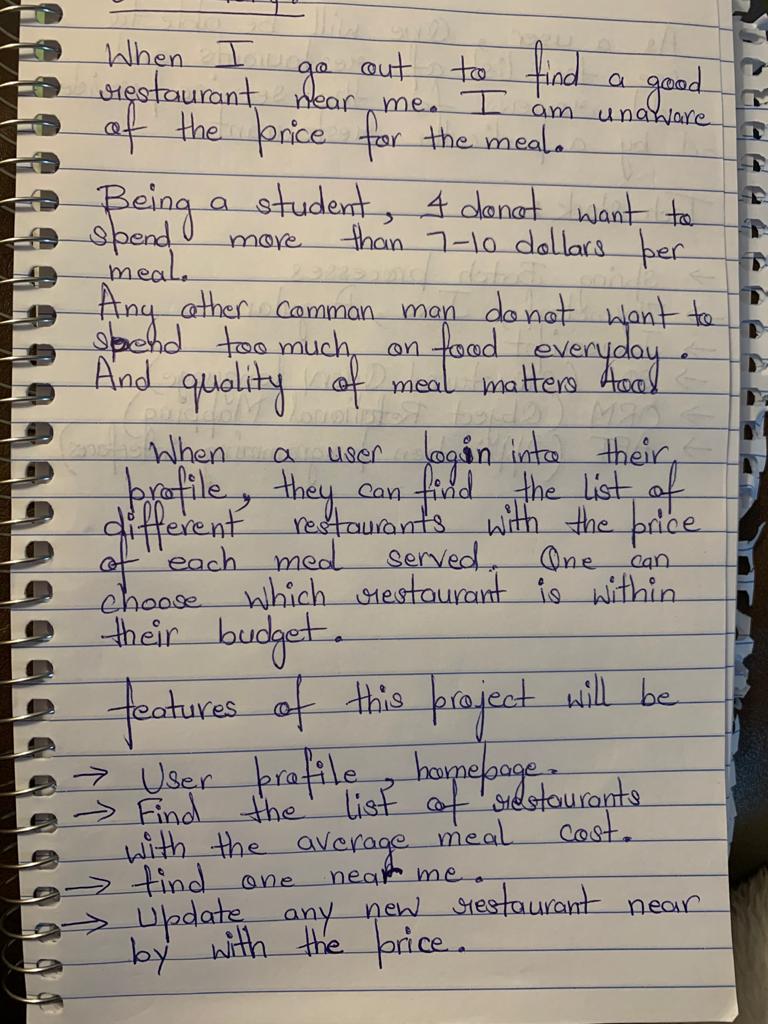 When I go out to find a good
restaurant near me. I am unaware
of the price for the meal.
Being a student, I donot want to
spend more than 7-10 dollars per
meal.
Any other comman man do not want to
spend too much on food everyday.
And quality of meal matters too!
When a user login into their
profile, they can find the list of
different restaurants with the price
of each meal served. One can
choose which restaurant is within
their budget.
features of this project will be
→ User profile, homepage.
→ Find the list of restaurants
with the average meal cost.
→ find one near me.
→ Update any new restaurant near
by with the price.